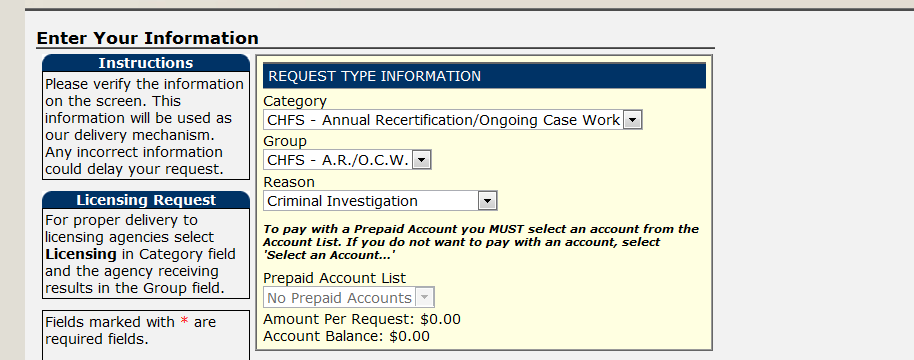 Enter Your Information
Instructions
Please verify the information
on the screen. This
information will be used as
our delivery mechanism.
Any incorrect information
could delay your request.
Licensing Request
For proper delivery to
licensing agencies select
Licensing in Category field
and the agency receiving
results in the Group field.
Fields marked with * are
required fields.
REQUEST TYPE INFORMATION
Category
CHFS - Annual Recertification/Ongoing Case Work
Group
CHFS - A.R./O.C.W.
Reason
Criminal Investigation
To pay with a Prepaid Account you MUST select an account from the
Account List. If you do not want to pay with an account, select
'Select an Account...'
Prepaid Account List
No Prepaid Accounts
Amount Per Request: $0.00
Account Balance: $0.00